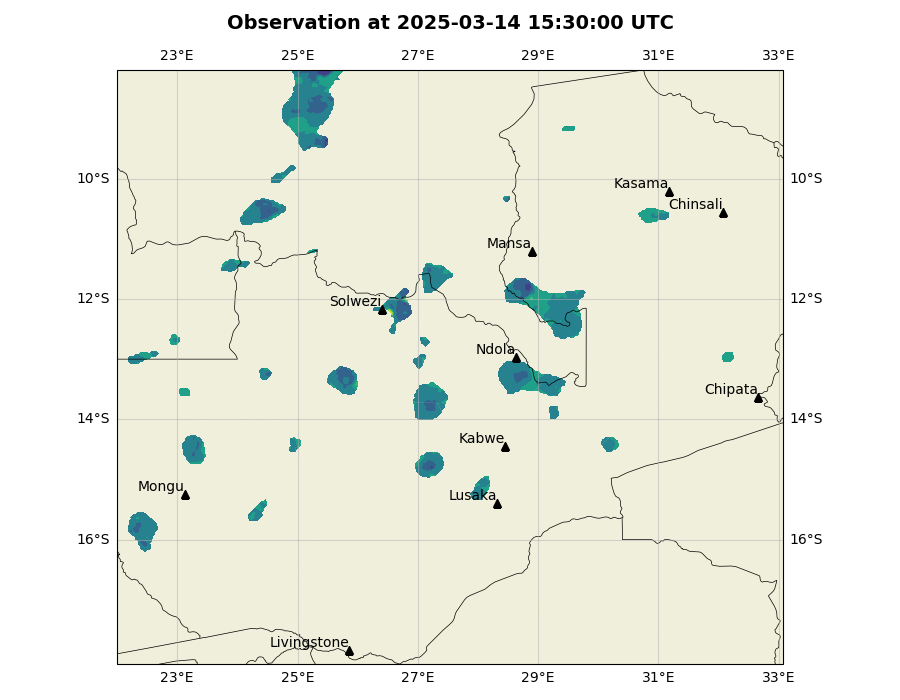 Observation at 2025-03-14 15:30:00 UTC
23°E 25°E 27°E 29°E 31°E 33°E
10°S 10°S
Kasama
Chinsali
Mansa
12°S 12°S
Solwezi
Ndola
Chipata
14°S 14°S
Kabwe
Mongu
Lusaka
16°S 16°S
Livingstone
23°E 25°E 27°E 29°E 31°E 33°E